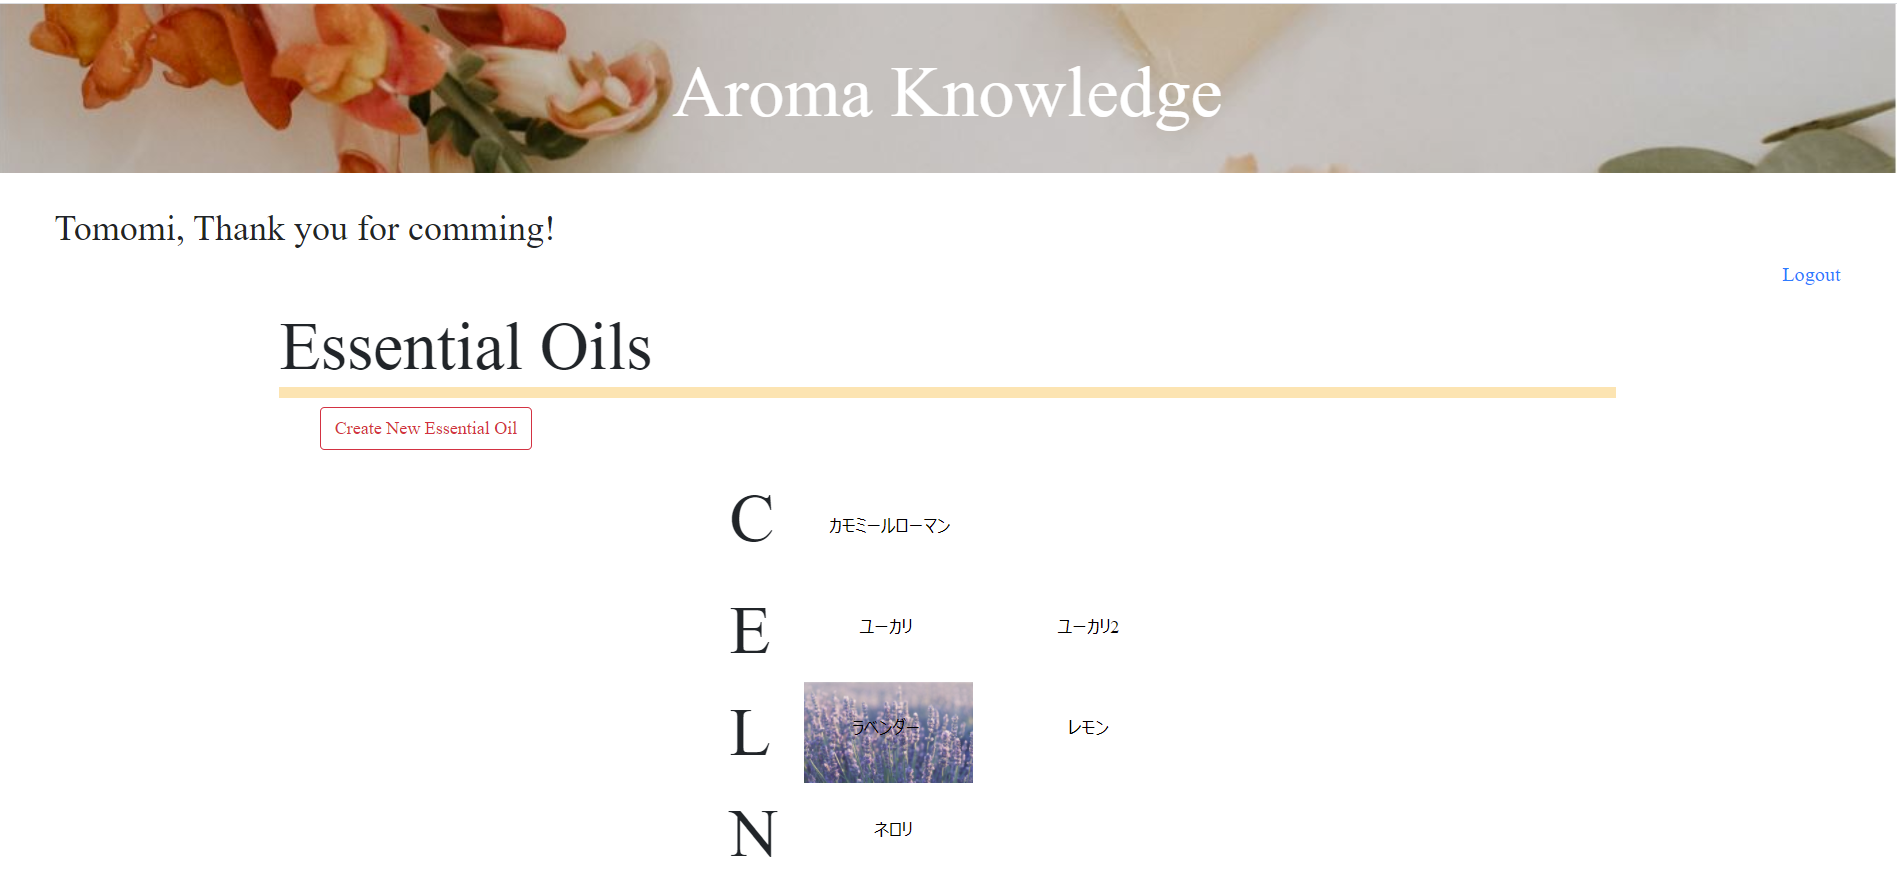 Aroma Knowledge
Tomomi, Thank you for comming!
Logout
Essential Oils
Create New Essential Oil
C カモミールローマン
E ユーカリ ユーカリ2
L ラベンダー レモン
N ネロリ